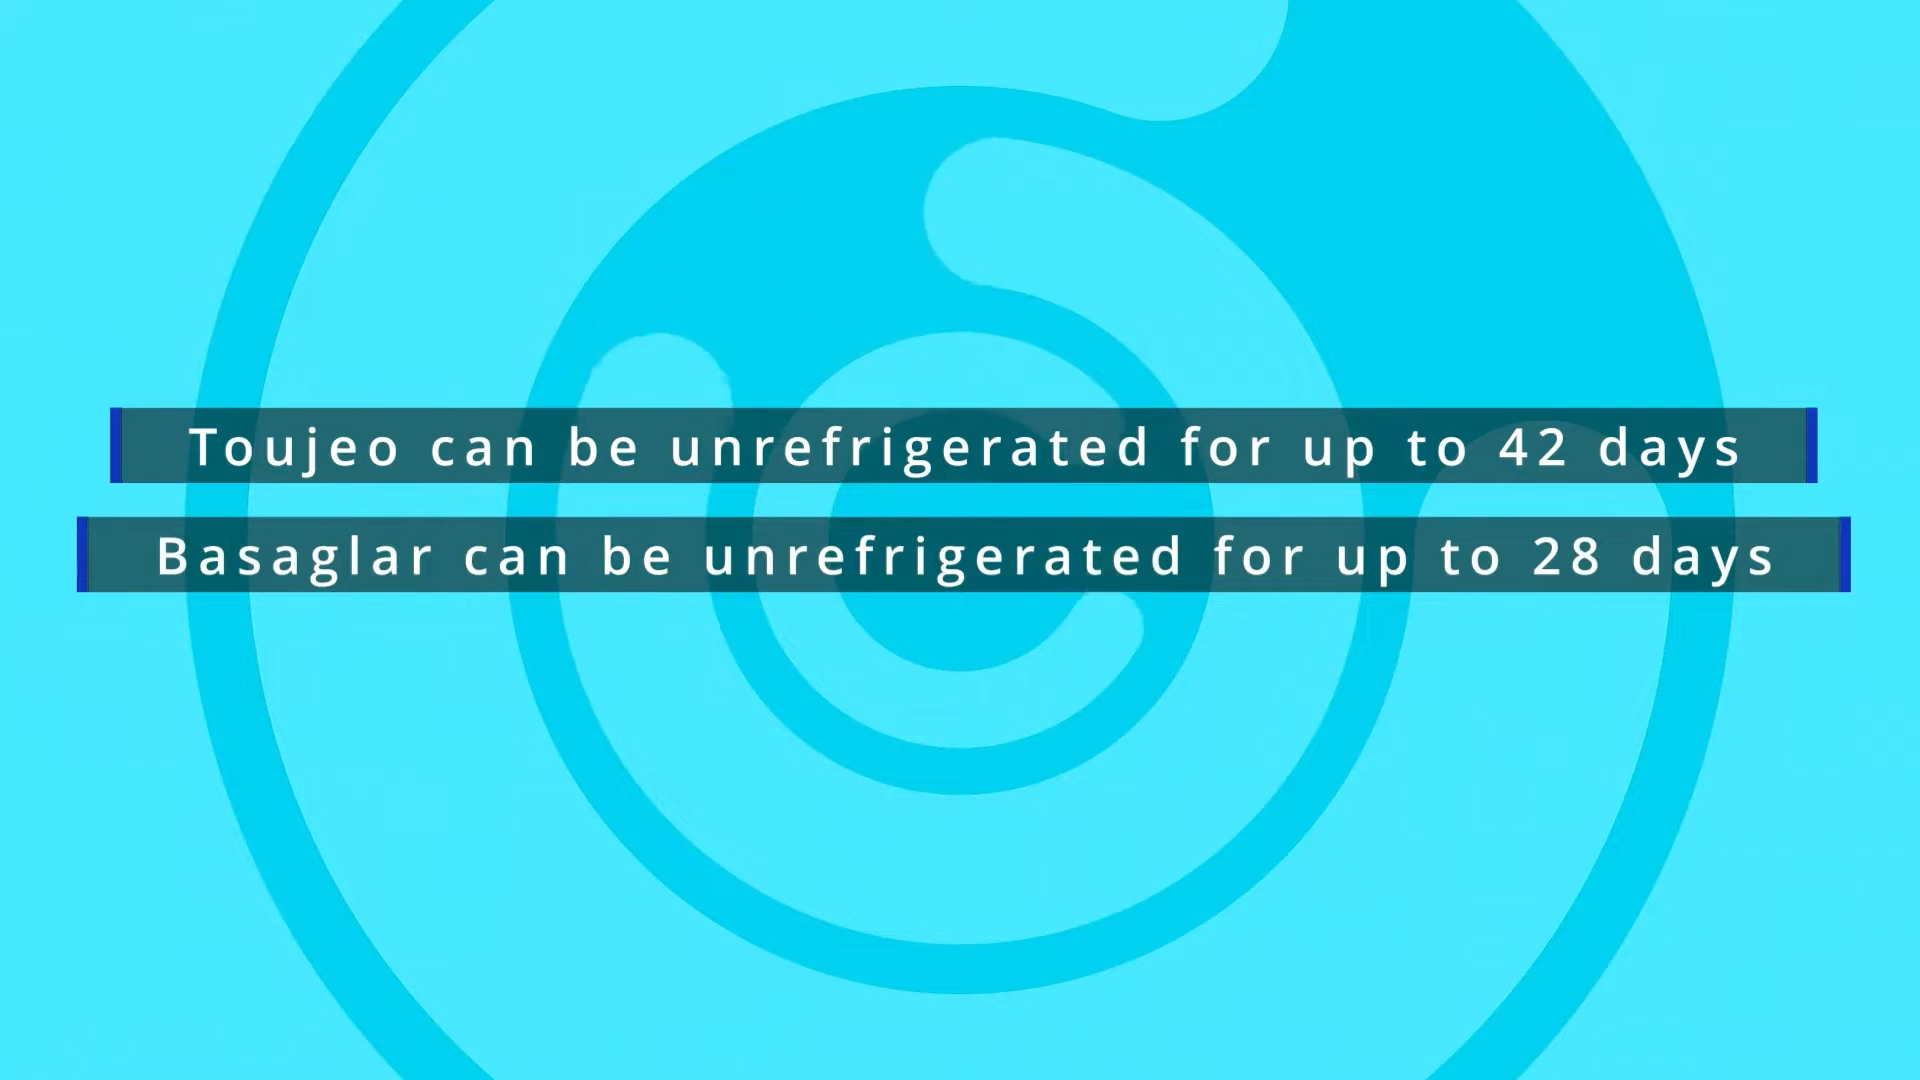 Toujeo can be unrefrigerated for up to 42 days
Basaglar can be unrefrigerated for up to 28 days